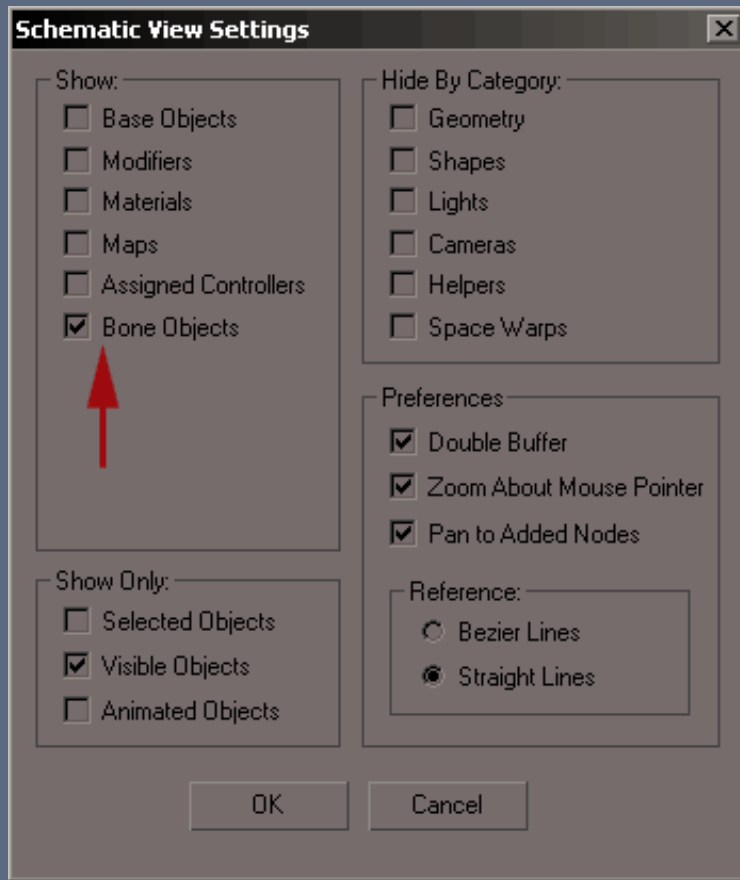 Schematic View Settings
Show:
Base Objects
Modifiers
Materials
Maps
Assigned Controllers
Bone Objects
Show Only:
Selected Objects
Visible Objects
Animated Objects
Hide By Category:
Geometry
Shapes
Lights
Cameras
Helpers
Space Warps
Preferences
Double Buffer
Zoom About Mouse Pointer
Pan to Added Nodes
Reference:
Bezier Lines
Straight Lines
OK
Cancel